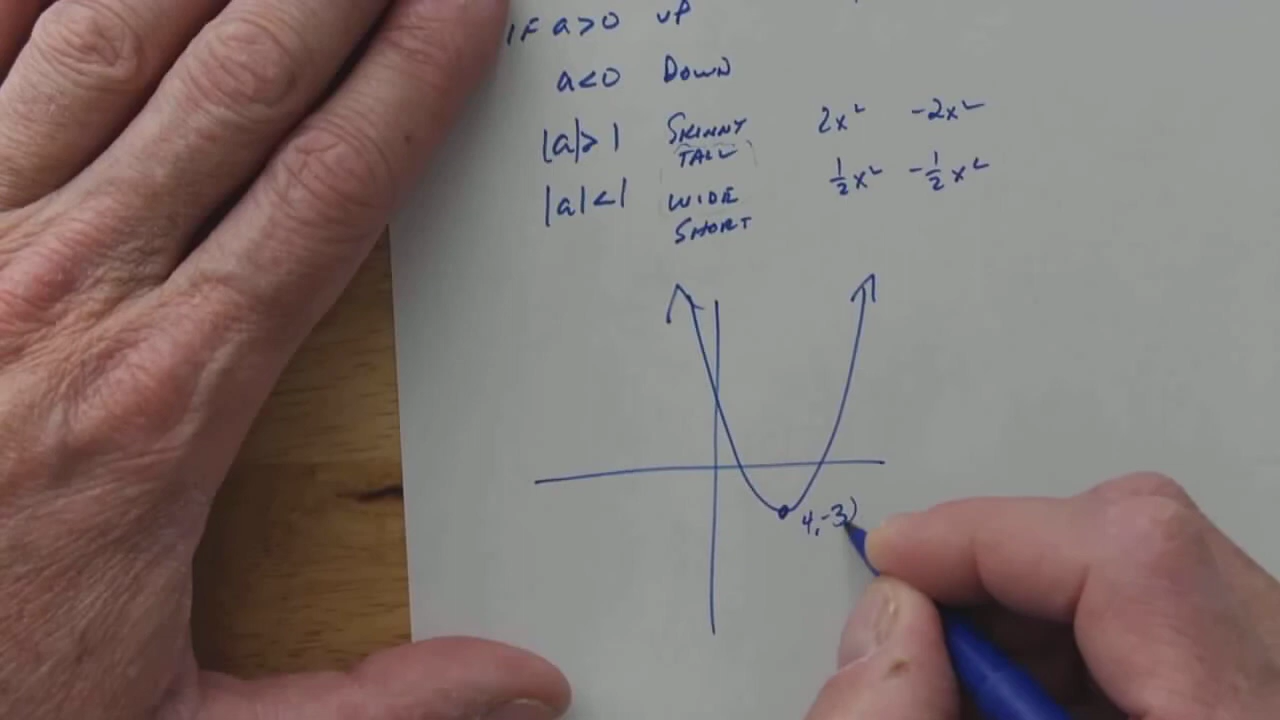 IF a>0 UP
a<0 DOWN
|a|>1 SKINNY 2x² -2x²
TALL
|a|<1 WIDE ½x² -½x²
SHORT
4,-3)